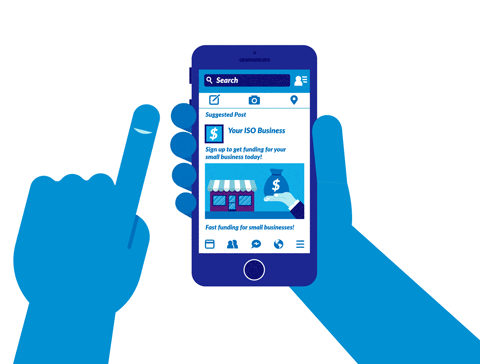 Search
Suggested Post
$
Your ISO Business
Sign up to get funding for your
small business today!
$
Fast funding for small businesses!